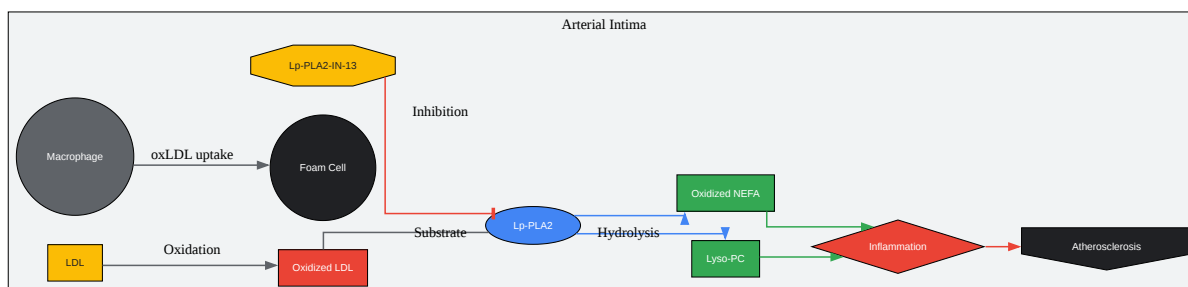 Arterial Intima
Lp-PLA2-IN-13
Inhibition
Macrophage
oxLDL uptake
Foam Cell
Oxidized NEFA
Lp-PLA2
Substrate
Hydrolysis
LDL
Oxidation
Oxidized LDL
Lyso-PC
Inflammation
Atherosclerosis